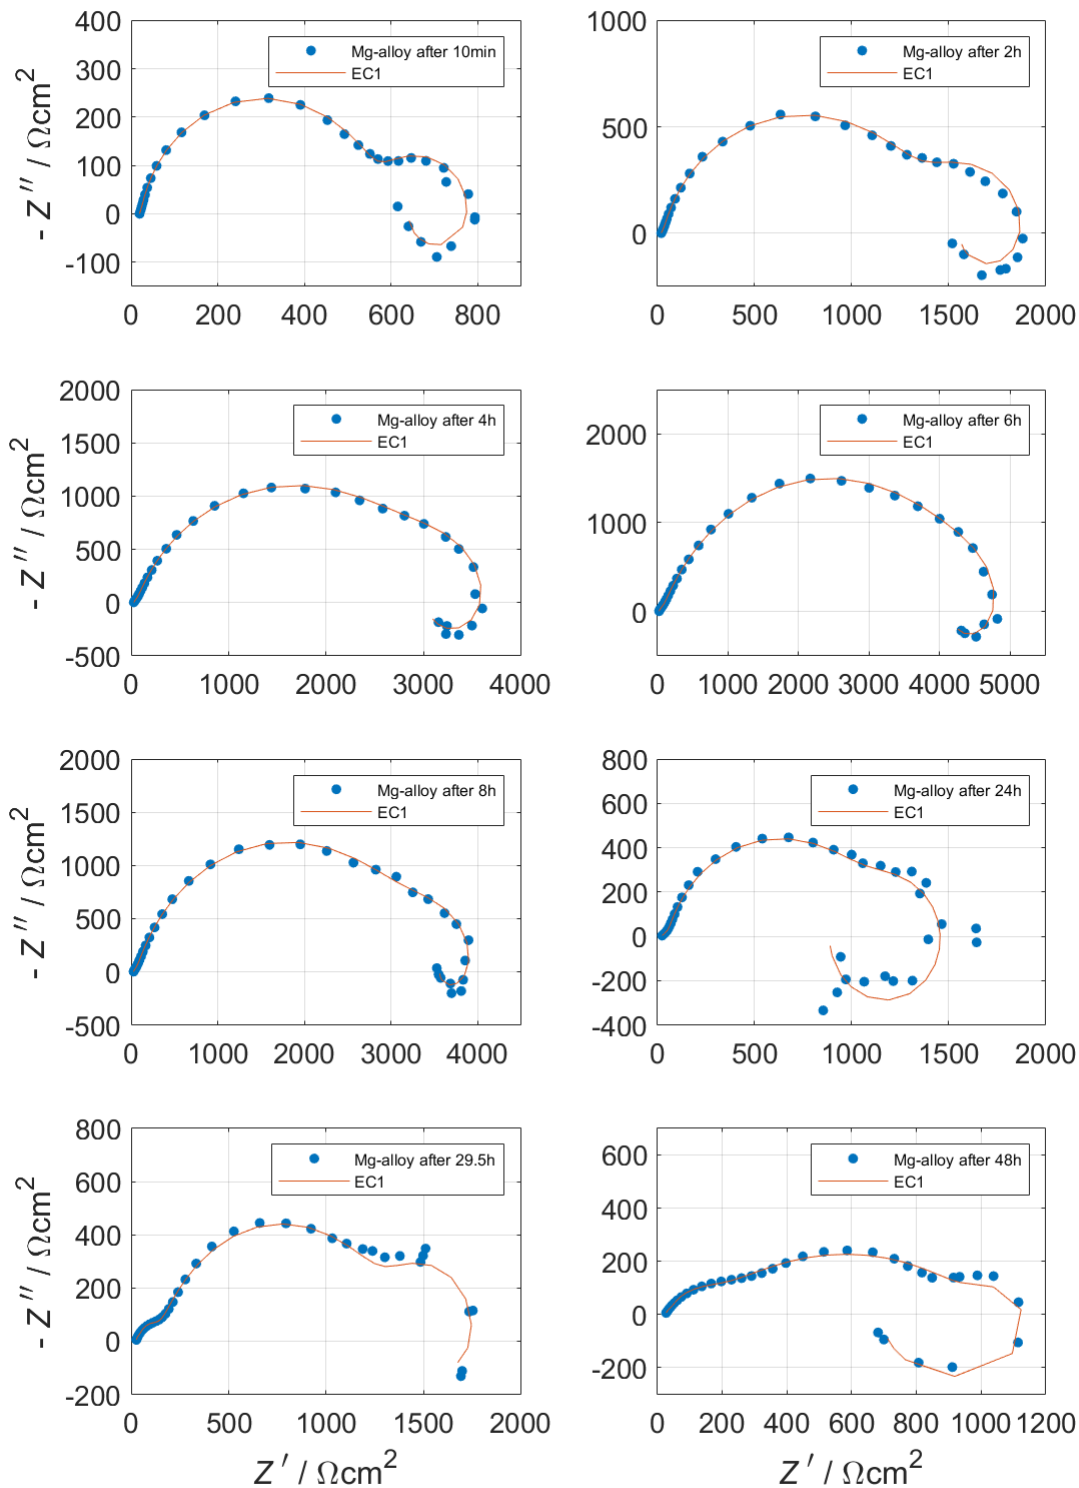 400
300
200
100
0
-100
- Z'' / Ωcm²
0 200 400 600 800
Mg-alloy after 10min
EC1
1000
500
0
0 500 1000 1500 2000
Mg-alloy after 2h
EC1
2000
1500
1000
500
0
-500
- Z'' / Ωcm²
0 1000 2000 3000 4000
Mg-alloy after 4h
EC1
2000
1000
0
0 1000 2000 3000 4000 5000
Mg-alloy after 6h
EC1
2000
1500
1000
500
0
-500
- Z'' / Ωcm²
0 1000 2000 3000 4000
Mg-alloy after 8h
EC1
800
600
400
200
0
-200
-400
0 500 1000 1500 2000
Mg-alloy after 24h
EC1
800
600
400
200
0
-200
- Z'' / Ωcm²
0 500 1000 1500 2000
Z' / Ωcm²
Mg-alloy after 29.5h
EC1
600
400
200
0
-200
0 200 400 600 800 1000 1200
Z' / Ωcm²
Mg-alloy after 48h
EC1